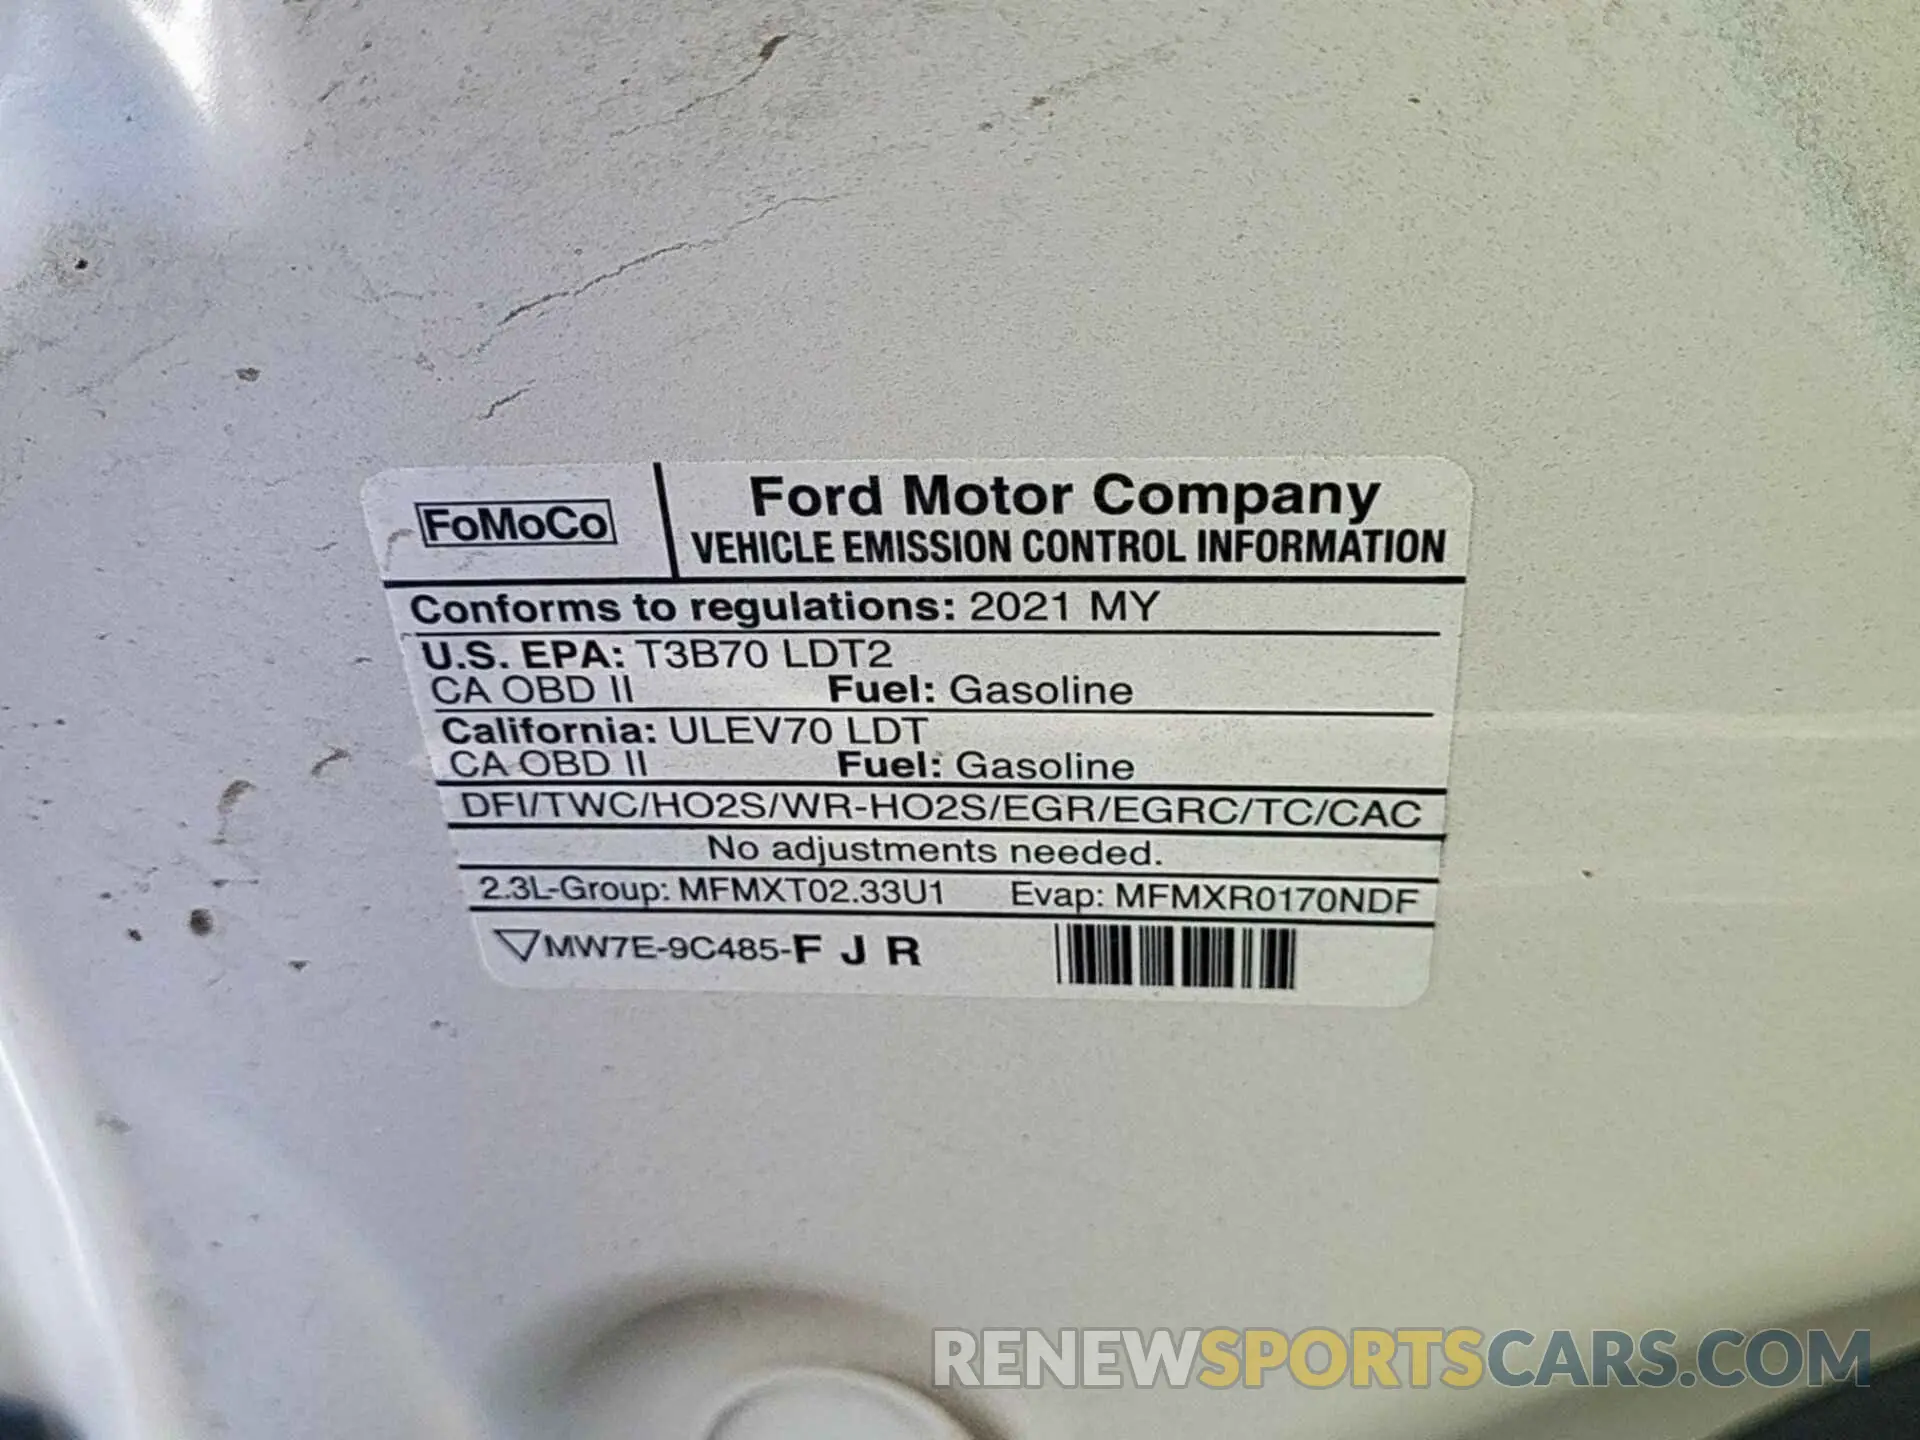 FoMoCo
Ford Motor Company
VEHICLE EMISSION CONTROL INFORMATION
Conforms to regulations: 2021 MY
U.S. EPA: T3B70 LDT2
CA OBD II Fuel: Gasoline
California: ULEV70 LDT
CA OBD II Fuel: Gasoline
DFI/TWC/HO2S/WR-HO2S/EGR/EGRC/TC/CAC
No adjustments needed.
2.3L-Group: MFMXT02.33U1 Evap: MFMXR0170NDF
MW7E-9C485-F J R
RENEWSPORTSCARS.COM